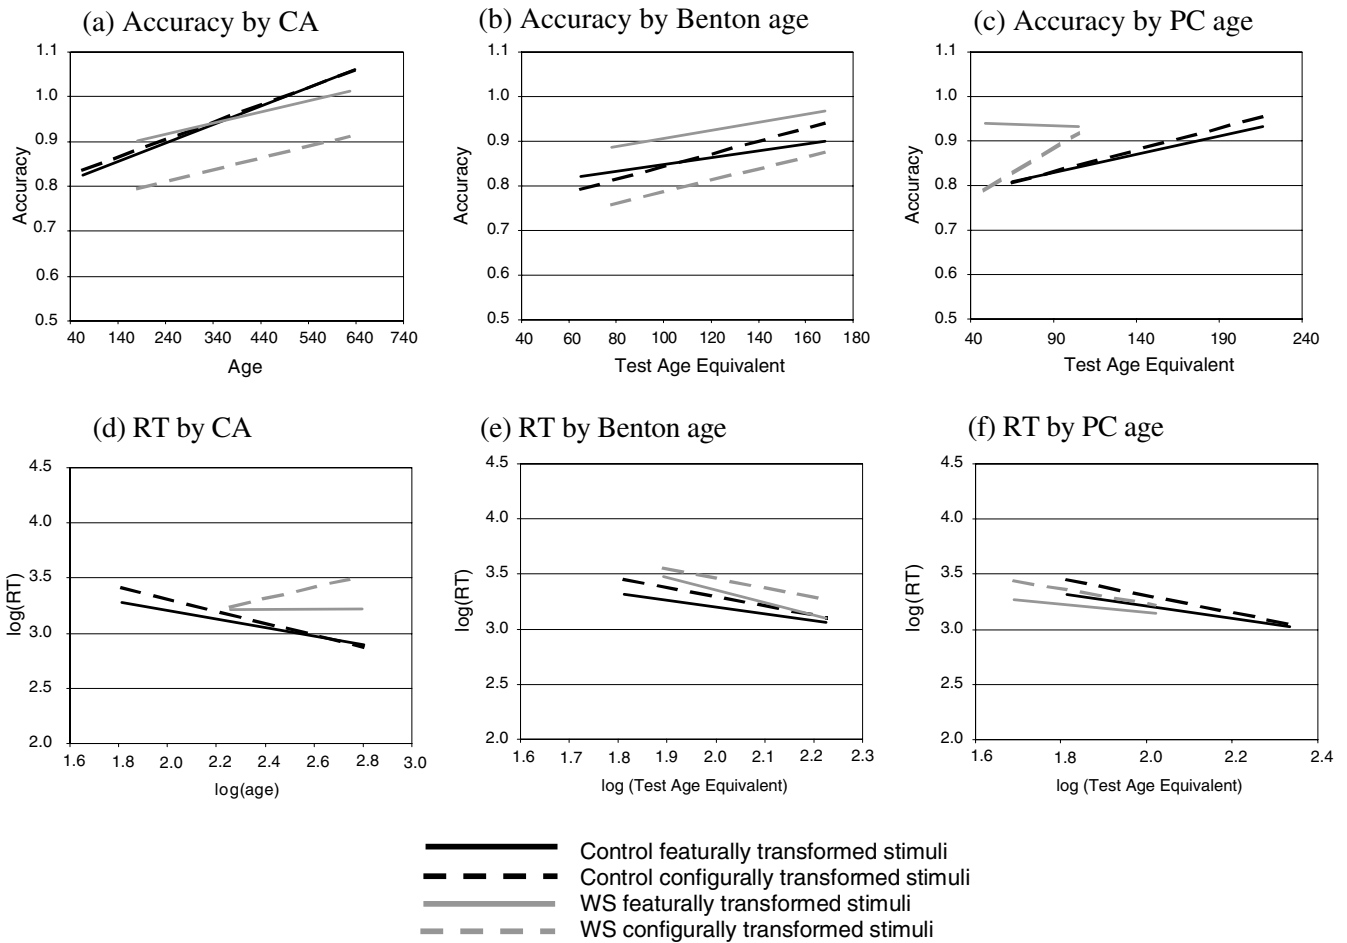 (a) Accuracy by CA
1.1
1.0
0.9
0.8
0.7
0.6
0.5
Accuracy
40 140 240 340 440 540 640 740
Age
(b) Accuracy by Benton age
1.1
1.0
0.9
0.8
0.7
0.6
0.5
Accuracy
40 60 80 100 120 140 160 180
Test Age Equivalent
(c) Accuracy by PC age
1.1
1.0
0.9
0.8
0.7
0.6
0.5
Accuracy
40 90 140 190 240
Test Age Equivalent
(d) RT by CA
4.5
4.0
3.5
3.0
2.5
2.0
log(RT)
1.6 1.8 2.0 2.2 2.4 2.6 2.8 3.0
log(age)
(e) RT by Benton age
4.5
4.0
3.5
3.0
2.5
2.0
log(RT)
1.6 1.7 1.8 1.9 2.0 2.1 2.2 2.3
log (Test Age Equivalent)
(f) RT by PC age
4.5
4.0
3.5
3.0
2.5
2.0
log(RT)
1.6 1.8 2.0 2.2 2.4
log (Test Age Equivalent)
Control featurally transformed stimuli
Control configurally transformed stimuli
WS featurally transformed stimuli
WS configurally transformed stimuli